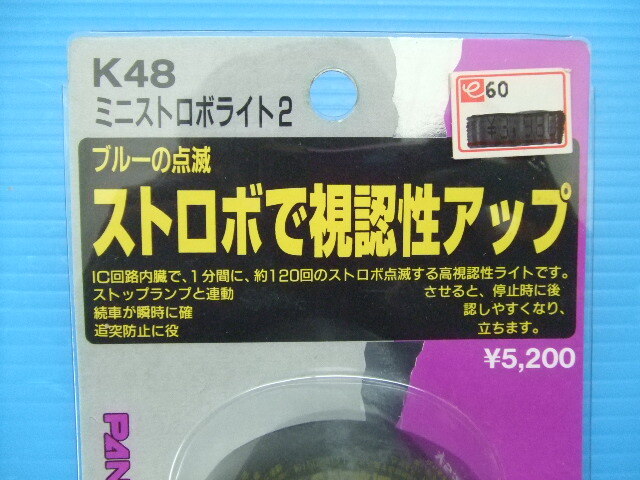 K48
ミニストロボライト2
e60
ブルーの点滅
ストロボで視認性アップ
IC回路内臓で、1分間に、約120回のストロボ点滅する高視認性ライトです。
ストップランプと連動 させると、停止時に後
続車が瞬時に確 認しやすくなり、
追突防止に役 立ちます。
¥5,200